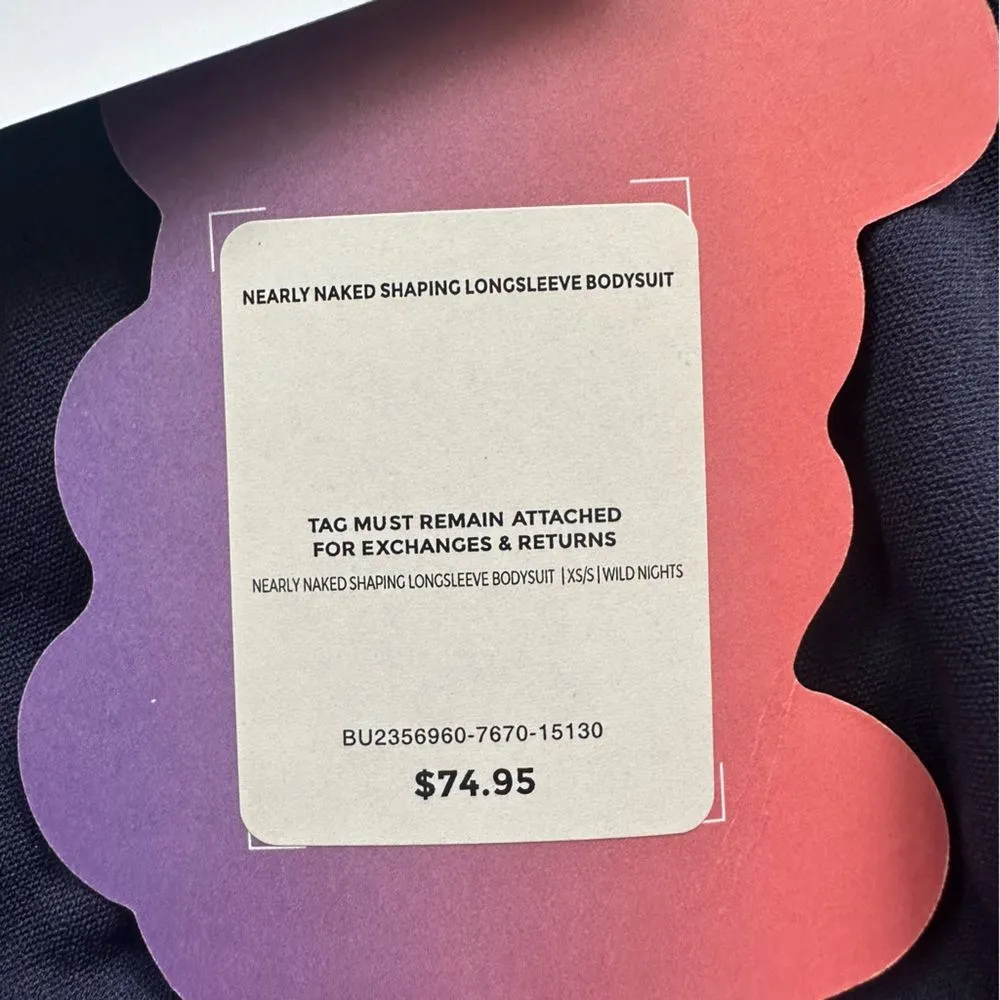 NEARLY NAKED SHAPING LONGSLEEVE BODYSUIT
TAG MUST REMAIN ATTACHED
FOR EXCHANGES & RETURNS
NEARLY NAKED SHAPING LONGSLEEVE BODYSUIT | XS/S | WILD NIGHTS
BU2356960-7670-15130
$74.95